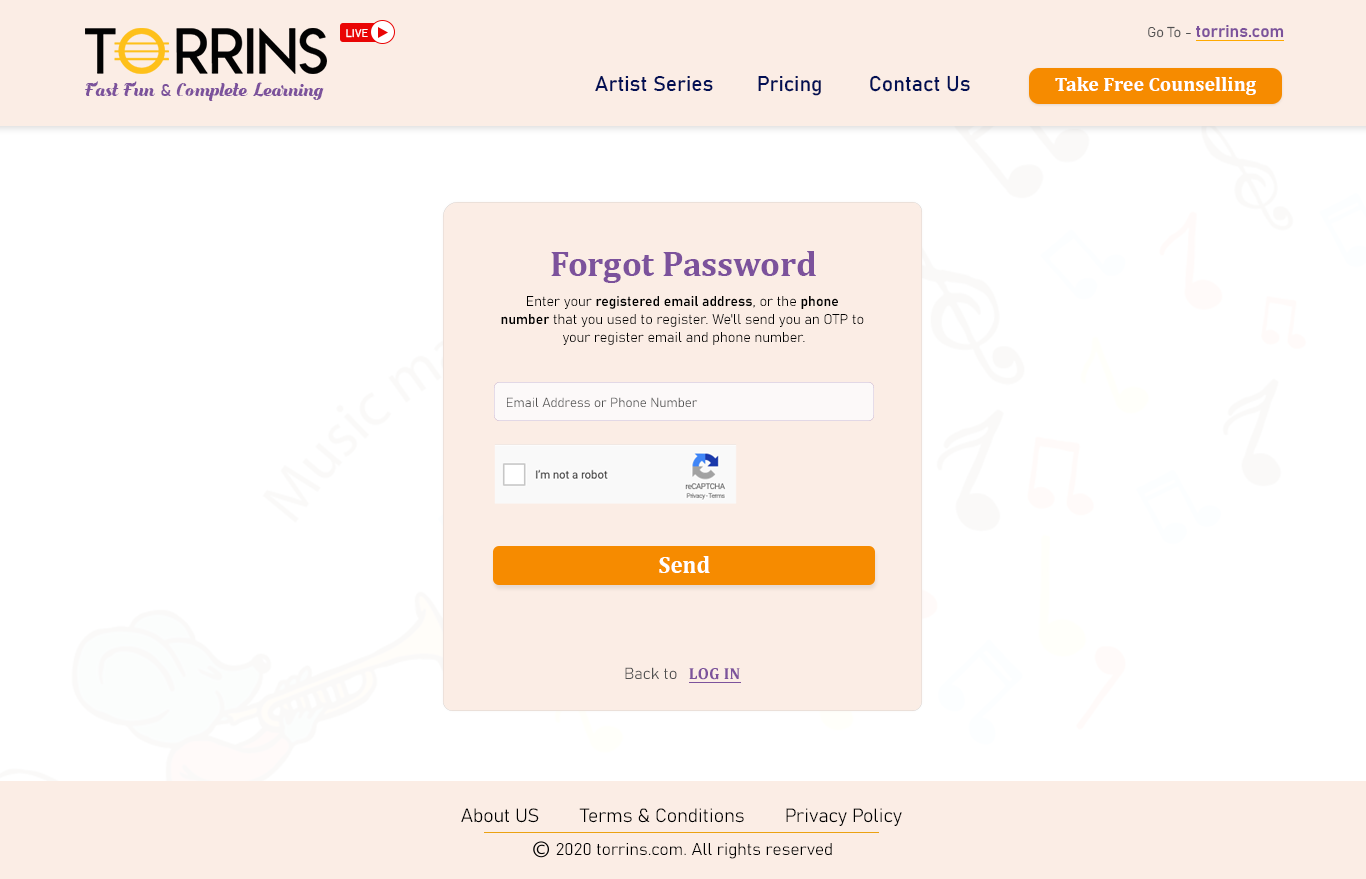 TORRINS
LIVE
Fast Fun & Complete Learning
Go To - torrins.com
Artist Series
Pricing
Contact Us
Take Free Counselling
Music ma
Forgot Password
Enter your registered email address, or the phone
number that you used to register. We'll send you an OTP to
your register email and phone number.
Email Address or Phone Number
I'm not a robot
reCAPTCHA
Privacy - Terms
Send
Back to LOG IN
About US
Terms & Conditions
Privacy Policy
© 2020 torrins.com. All rights reserved